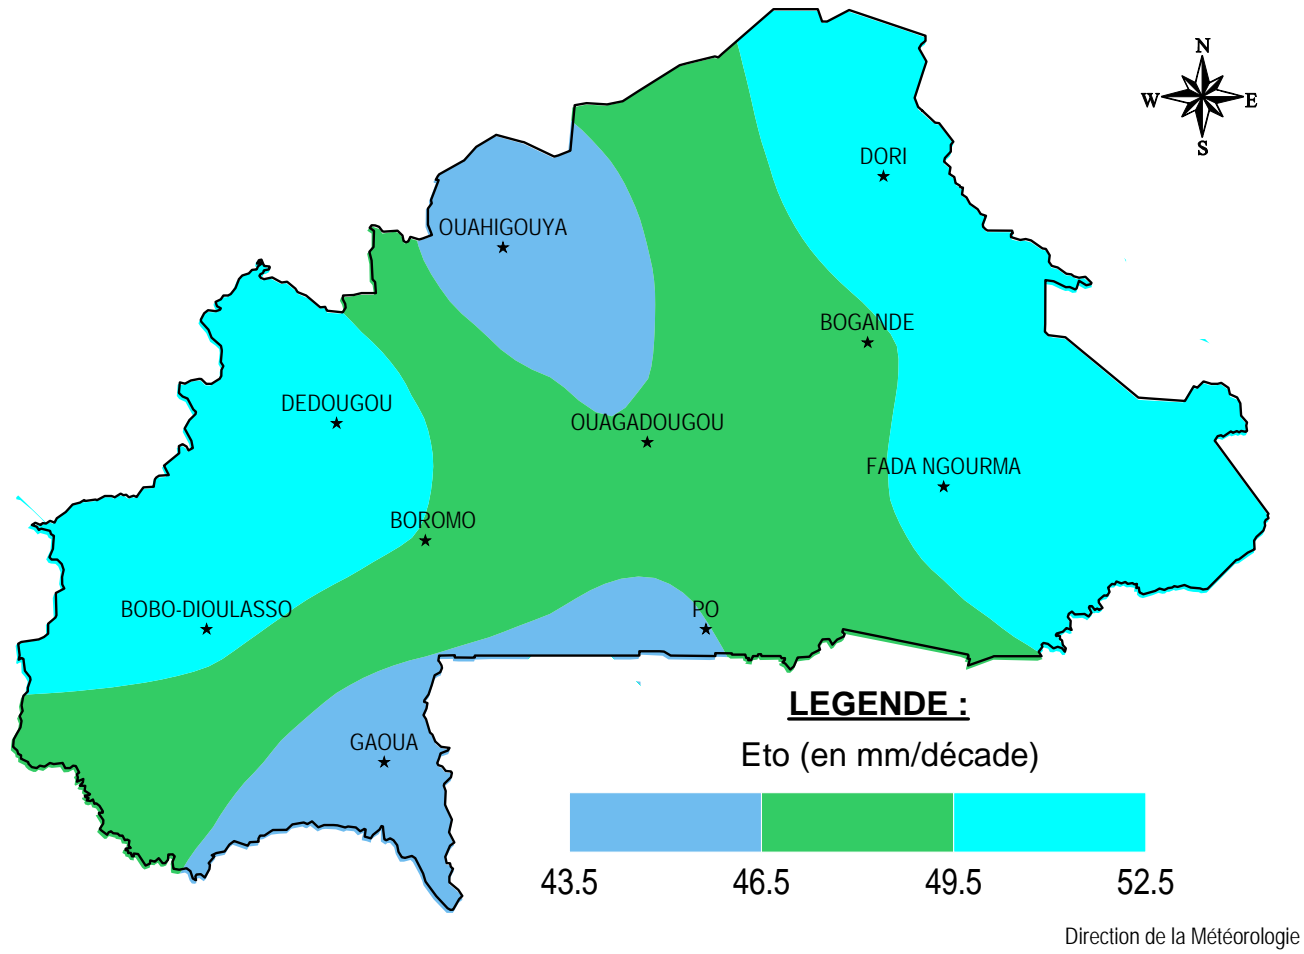 N
W E
S
DORI
OUAHIGOUYA
BOGANDE
DEDOUGOU
OUAGADOUGOU
FADA NGOURMA
BOROMO
BOBO-DIOULASSO
PO
GAOUA
LEGENDE :
Eto (en mm/décade)
43.5 46.5 49.5 52.5
Direction de la Météorologie